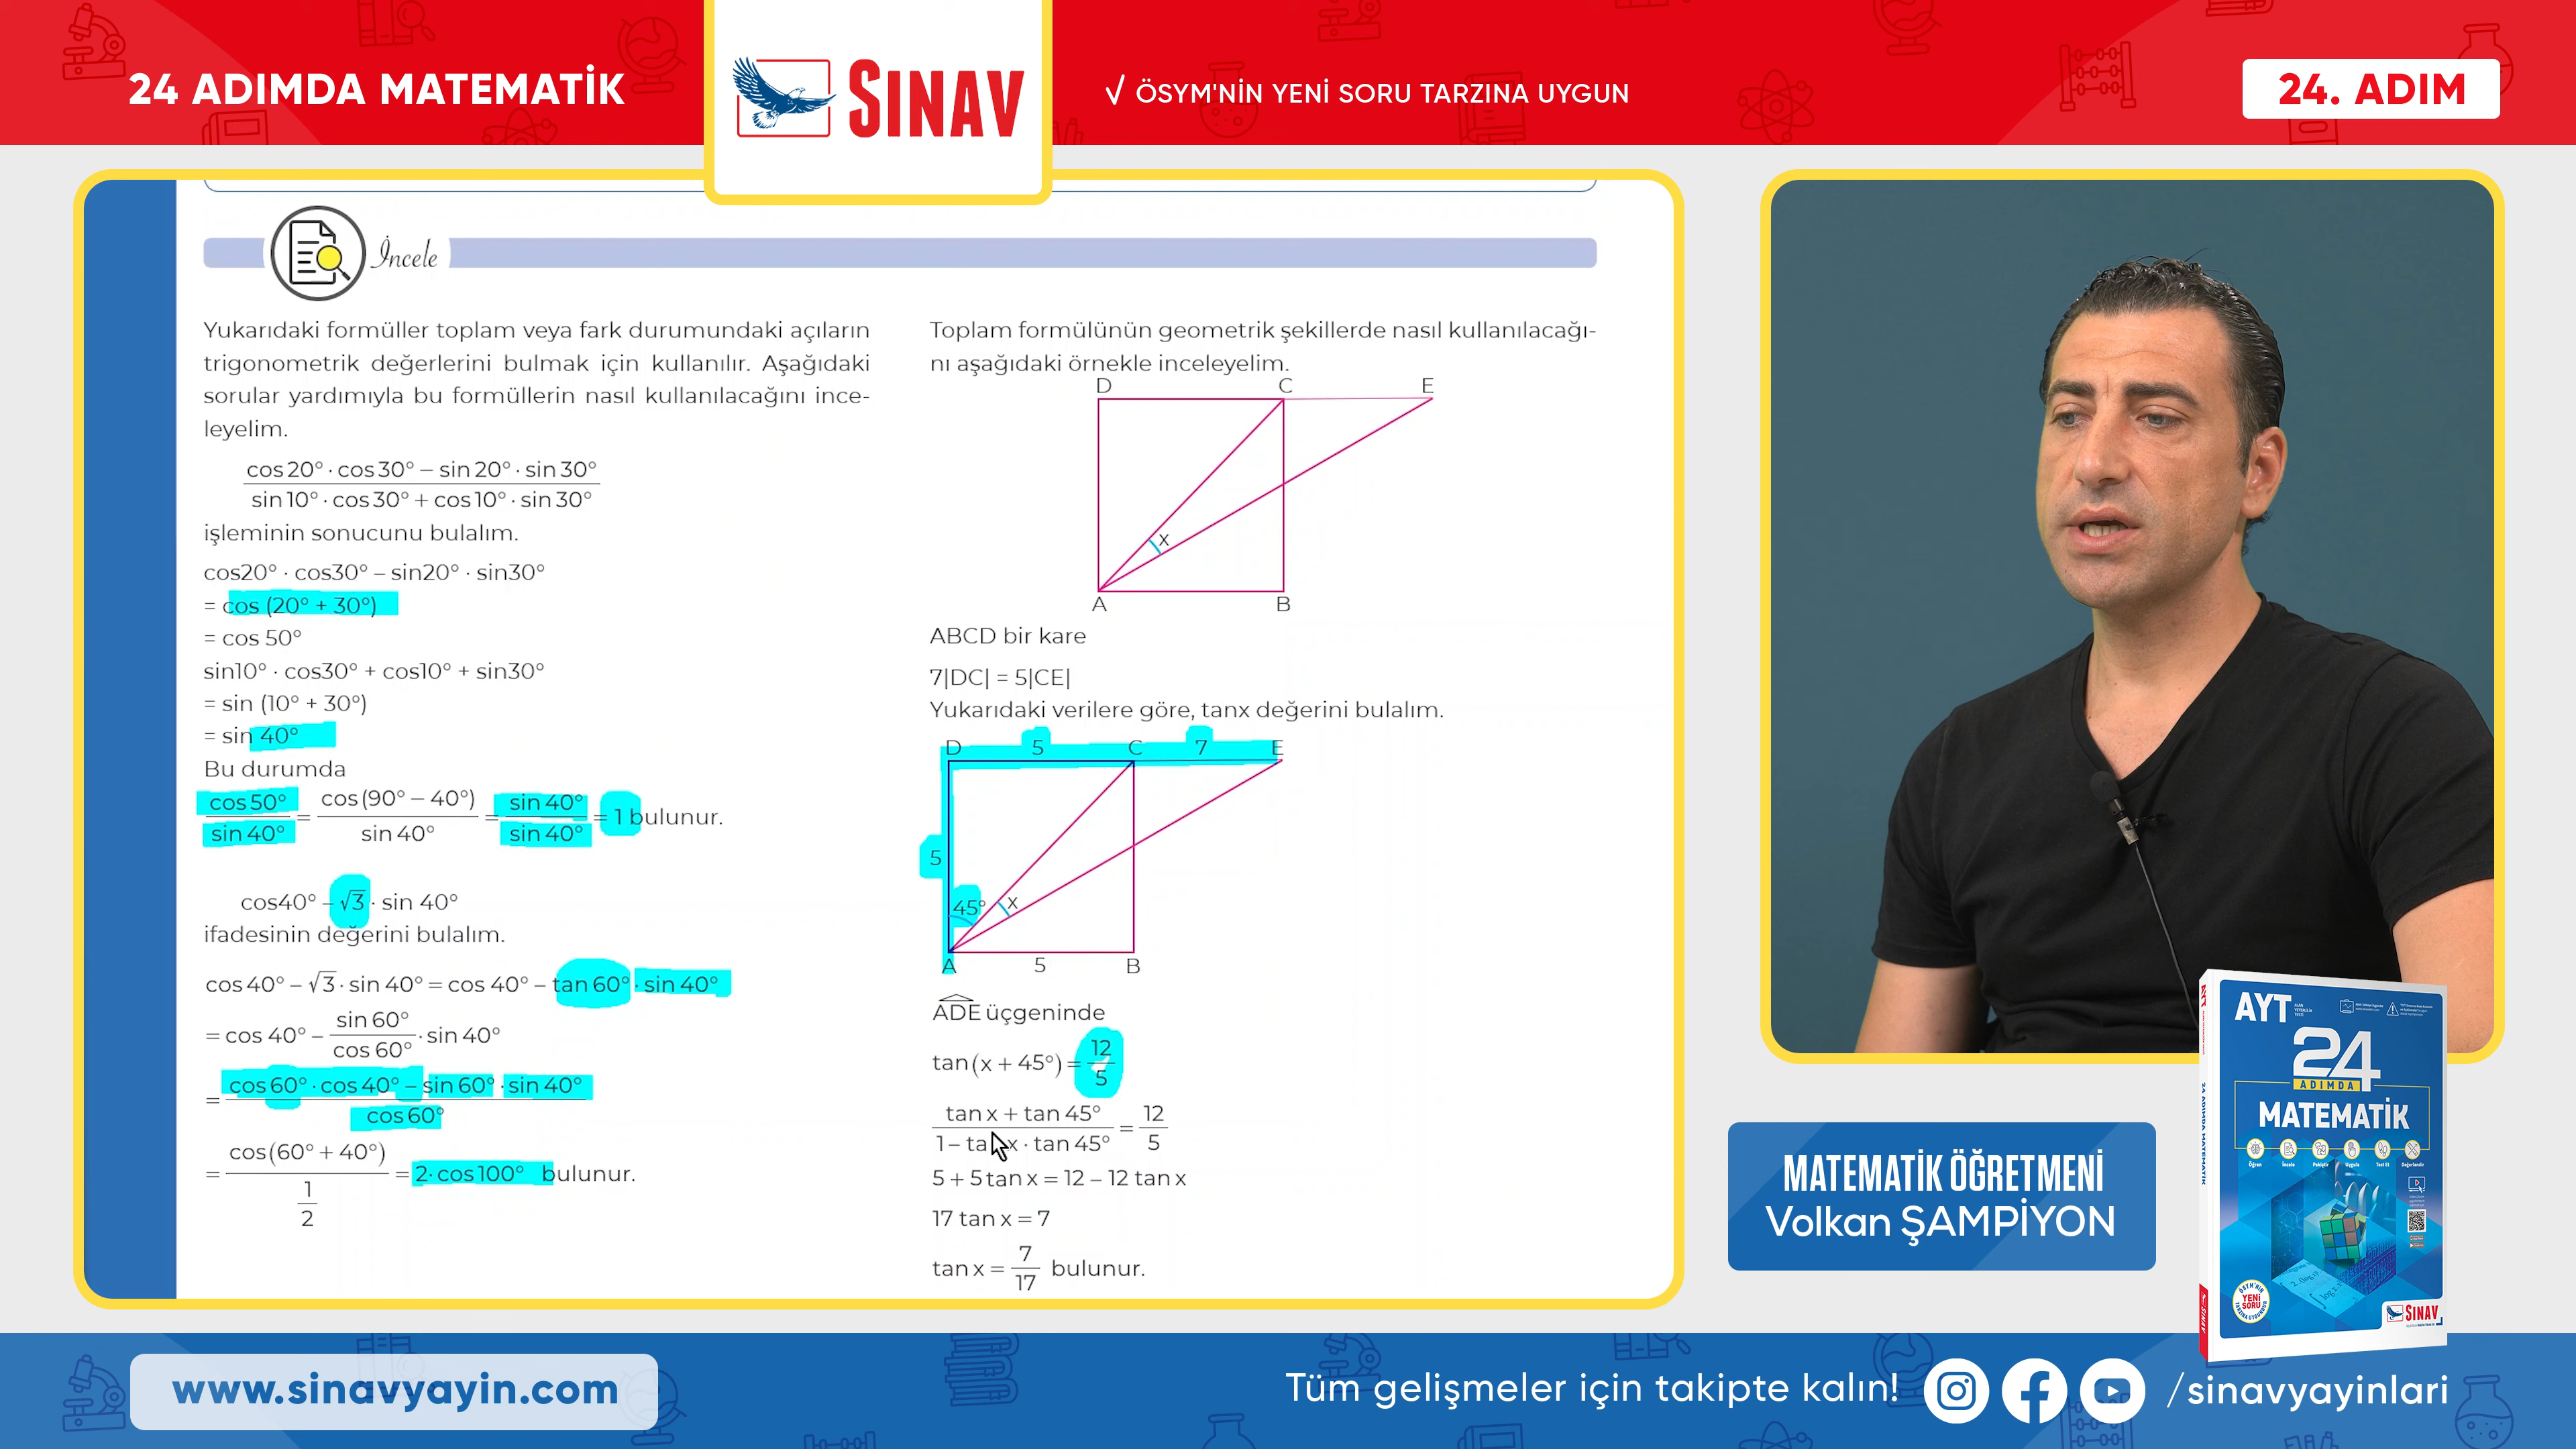 24 ADIMDA MATEMATİK
SINAV
√ ÖSYM'NİN YENİ SORU TARZINA UYGUN
24. ADIM
İncele
Yukarıdaki formüller toplam veya fark durumundaki açıların
trigonometrik değerlerini bulmak için kullanılır. Aşağıdaki
sorular yardımıyla bu formüllerin nasıl kullanılacağını ince-
leyelim.
cos 20° · cos 30° – sin 20° · sin 30°
sin 10° · cos 30° + cos 10° · sin 30°
işleminin sonucunu bulalım.
cos20° · cos30° – sin20° · sin30°
= cos (20° + 30°)
= cos 50°
sin10° · cos30° + cos10° + sin30°
= sin (10° + 30°)
= sin 40°
Bu durumda
cos 50° / sin 40° = cos (90° – 40°) / sin 40° = sin 40° / sin 40° = 1 bulunur.
cos40° – √3 · sin 40°
ifadesinin değerini bulalım.
cos 40° – √3 · sin 40° = cos 40° – tan 60° · sin 40°
= cos 40° – sin 60° / cos 60° · sin 40°
= cos 60° · cos 40° – sin 60° · sin 40° / cos 60°
= cos (60° + 40°) / 1/2 = 2· cos 100° bulunur.
Toplam formülünün geometrik şekillerde nasıl kullanılacağı-
nı aşağıdaki örnekle inceleyelim.
D C E
x
A B
ABCD bir kare
7|DC| = 5|CE|
Yukarıdaki verilere göre, tanx değerini bulalım.
D 5 C 7 E
5
45° x
A 5 B
ADE üçgeninde
tan (x + 45°) = 12/5
tan x + tan 45° / 1 – tan x · tan 45° = 12/5
5 + 5 tan x = 12 – 12 tan x
17 tan x = 7
tan x = 7/17 bulunur.
AYT
24
ADIMDA
MATEMATİK
YENİ
SORU
SINAV
MATEMATİK ÖĞRETMENİ
Volkan ŞAMPİYON
www.sinavyayin.com
Tüm gelişmeler için takipte kalın!
/sinavyayinlari